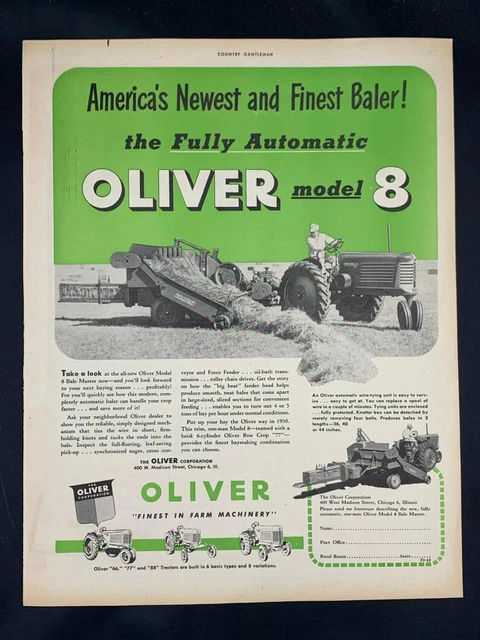 COUNTRY GENTLEMAN
America's Newest and Finest Baler!
the Fully Automatic
OLIVER model 8
OLIVER
Take a look at the all-new Oliver Model
8 Bale Master now—and you'll look forward
to your next haying season . . . profitably!
For you'll quickly see how this modern, com-
pletely automatic baler can handle your crop
faster . . . and save more of it!
Ask your neighborhood Oliver dealer to
show you the reliable, simply designed mech-
anism that ties the wire in short, firm-
holding knots and tucks the ends into the
bale. Inspect the full-floating, leaf-saving
pick-up . . . synchronized auger, cross con-
veyor and Force Feeder . . . oil-bath trans-
mission . . . roller chain drives. Get the story
on how the "big beat" feeder head helps
produce smooth, neat bales that come apart
in large-sized, sliced sections for convenient
feeding . . . enables you to turn out 4 or 5
tons of hay per hour under normal conditions.
Put up your hay the Oliver way in 1950.
This trim, one-man Model 8—teamed with a
brisk 6-cylinder Oliver Row Crop "77"—
provides the finest haymaking combination
you can choose.
THE OLIVER CORPORATION
400 W. Madison Street, Chicago 6, Ill.
An Oliver automatic wire-tying unit is easy to serv-
ice . . . easy to get at. You can replace a spool of
wire in a couple of minutes. Tying units are enclosed
. . . fully protected. Knotter box can be detached by
merely removing four bolts. Produces bales in 3
lengths—36, 40
or 44 inches.
THE
OLIVER
CORPORATION
OLIVER
"FINEST IN FARM MACHINERY"
Oliver "66," "77" and "88" Tractors are built in 6 basic types and 8 variations.
The Oliver Corporation
400 West Madison Street, Chicago 6, Illinois
Please send me literature describing the new, fully
automatic, one-man Oliver Model 8 Bale Master.
Name
Post Office
Rural Route State